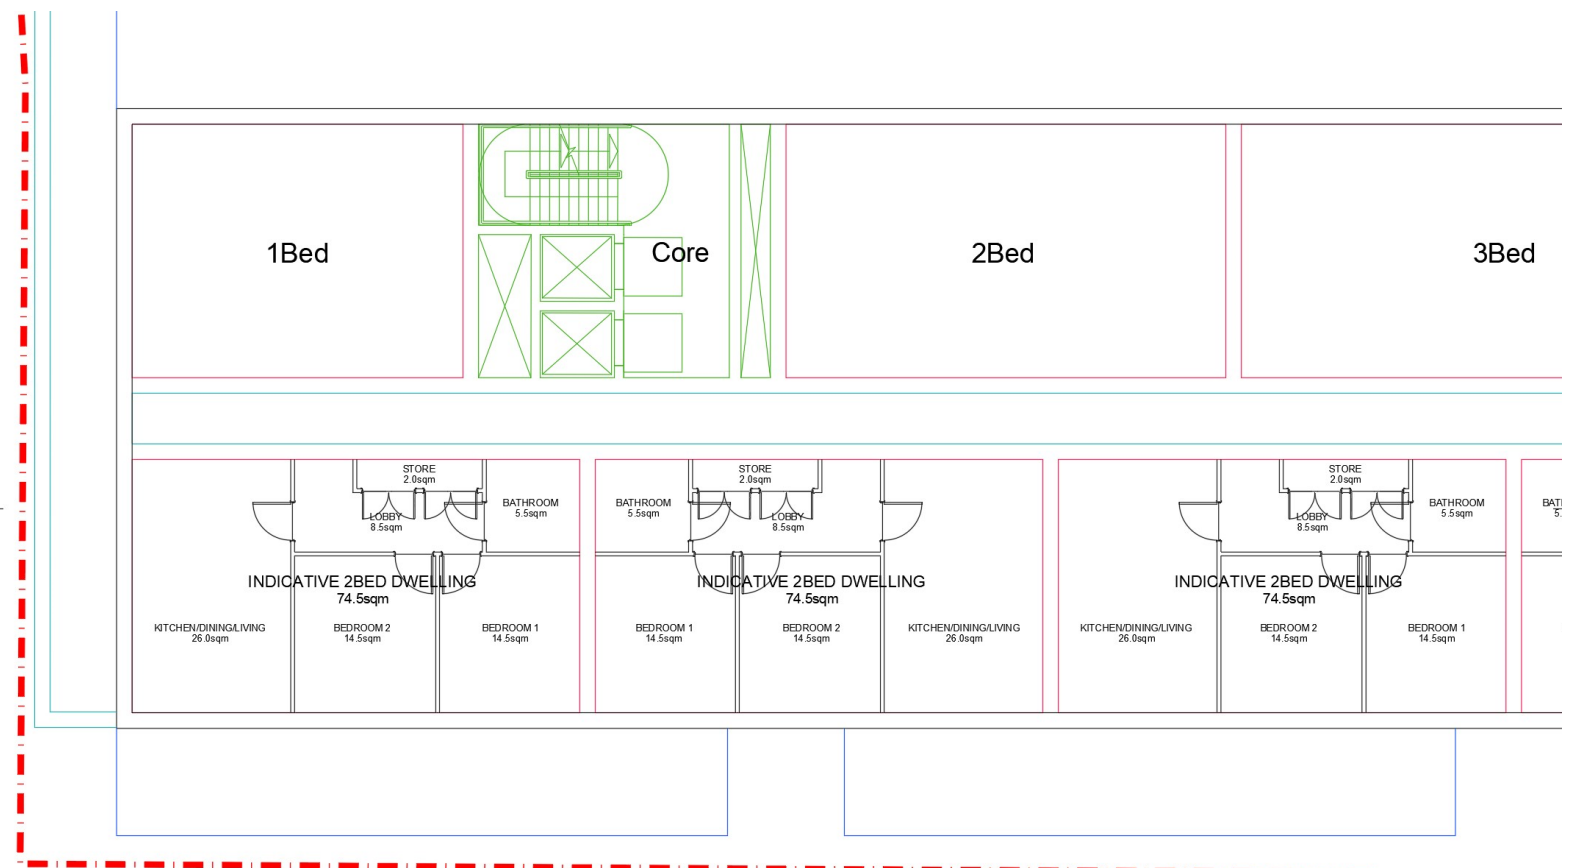 1Bed
Core
2Bed
3Bed
STORE
2.0sqm
BATHROOM
5.5sqm
LOBBY
8.5sqm
INDICATIVE 2BED DWELLING
74.5sqm
KITCHEN/DINING/LIVING
26.0sqm
BEDROOM 2
14.5sqm
BEDROOM 1
14.5sqm
STORE
2.0sqm
BATHROOM
5.5sqm
LOBBY
8.5sqm
INDICATIVE 2BED DWELLING
74.5sqm
BEDROOM 1
14.5sqm
BEDROOM 2
14.5sqm
KITCHEN/DINING/LIVING
26.0sqm
STORE
2.0sqm
BATHROOM
5.5sqm
LOBBY
8.5sqm
INDICATIVE 2BED DWELLING
74.5sqm
KITCHEN/DINING/LIVING
26.0sqm
BEDROOM 2
14.5sqm
BEDROOM 1
14.5sqm